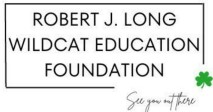 ROBERT J. LONG
WILDCAT EDUCATION
FOUNDATION
See you out there